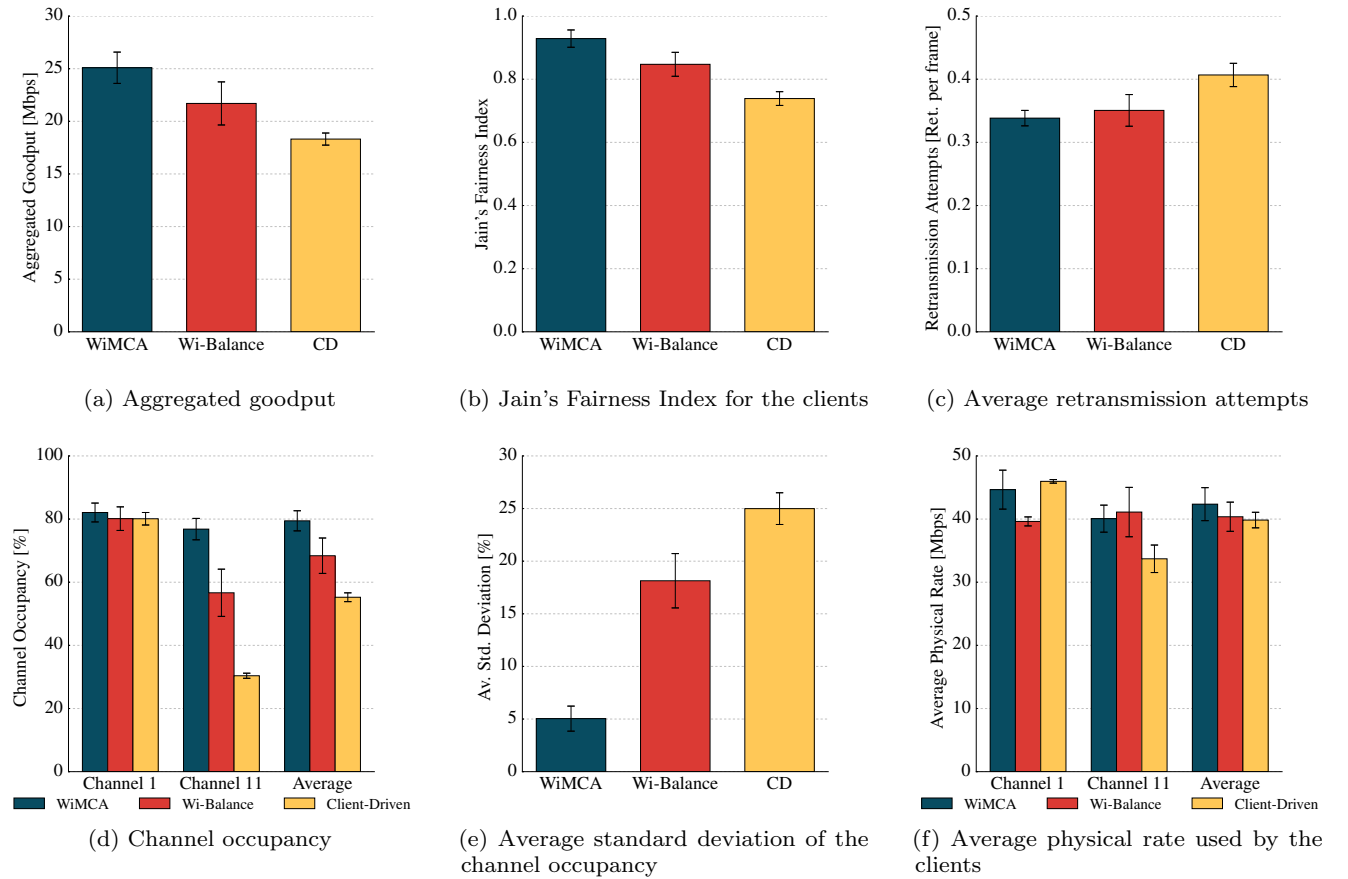 Aggregated Goodput [Mbps]
30
25
20
15
10
5
0
WiMCA Wi-Balance CD
(a) Aggregated goodput
Jain's Fairness Index
1.0
0.8
0.6
0.4
0.2
0.0
WiMCA Wi-Balance CD
(b) Jain's Fairness Index for the clients
Retransmission Attempts [Ret. per frame]
0.5
0.4
0.3
0.2
0.1
0.0
WiMCA Wi-Balance CD
(c) Average retransmission attempts
Channel Occupancy [%]
100
80
60
40
20
0
Channel 1 Channel 11 Average
WiMCA Wi-Balance Client-Driven
(d) Channel occupancy
Av. Std. Deviation [%]
30
25
20
15
10
5
0
WiMCA Wi-Balance CD
(e) Average standard deviation of the
channel occupancy
Average Physical Rate [Mbps]
50
40
30
20
10
0
Channel 1 Channel 11 Average
WiMCA Wi-Balance Client-Driven
(f) Average physical rate used by the
clients